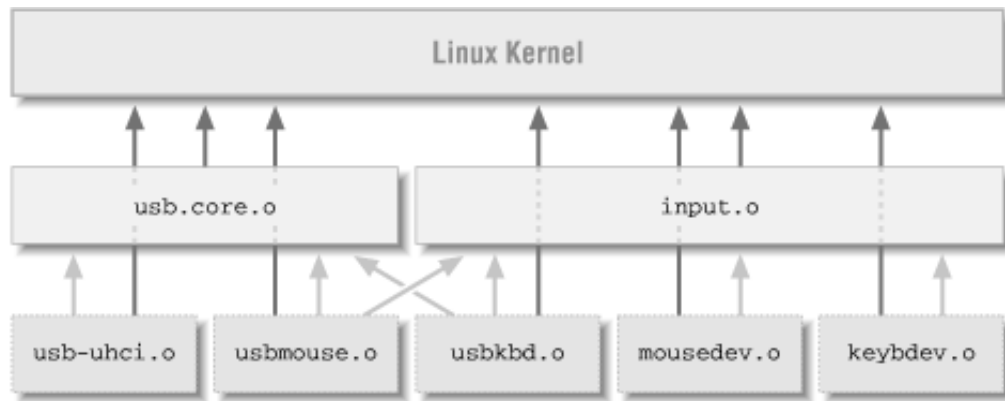 Linux Kernel
usb.core.o
input.o
usb-uhci.o
usbmouse.o
usbkbd.o
mousedev.o
keybdev.o